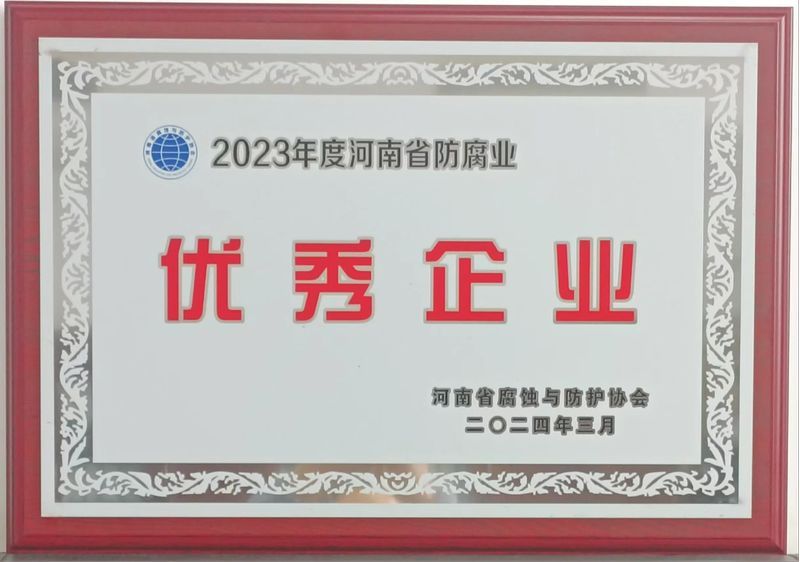 2023年度河南省防腐业
优秀企业
河南省腐蚀与防护协会
二〇二四年三月